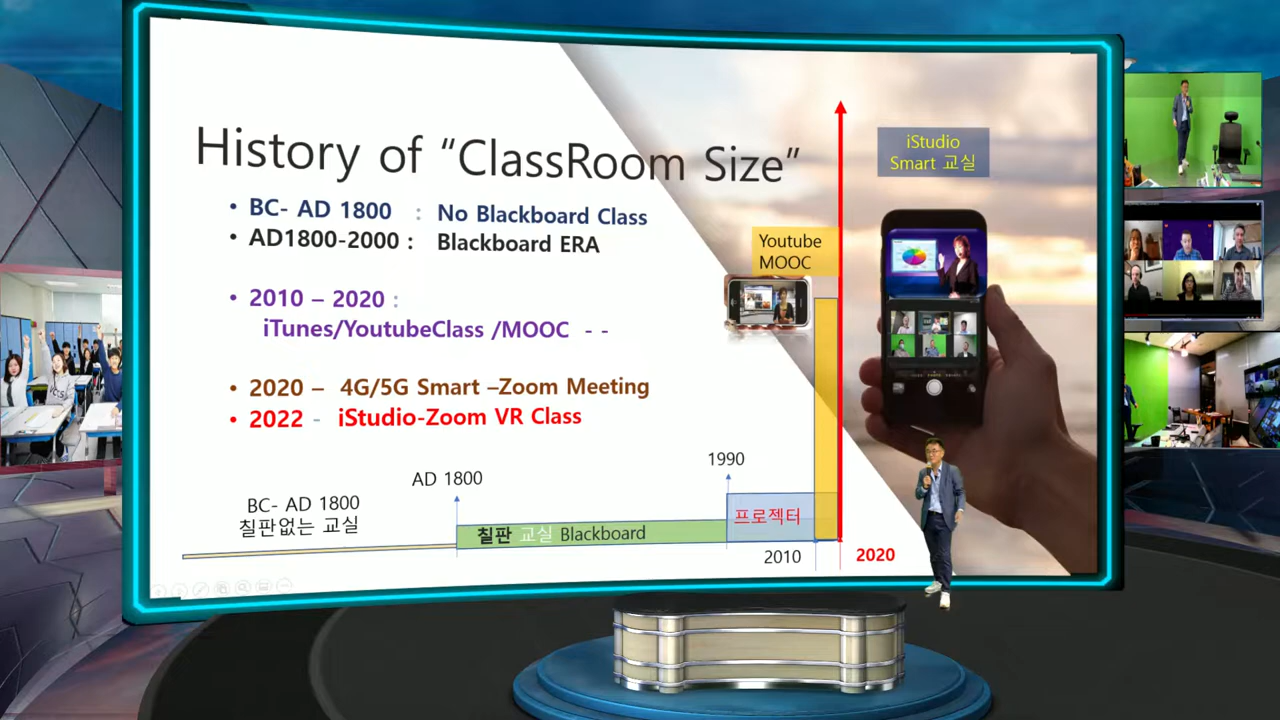 History of “ClassRoom Size”
• BC- AD 1800 : No Blackboard Class
• AD1800-2000 : Blackboard ERA
• 2010 – 2020 :
iTunes/YoutubeClass /MOOC - -
• 2020 – 4G/5G Smart –Zoom Meeting
• 2022 - iStudio-Zoom VR Class
iStudio
Smart 교실
Youtube
MOOC
BC- AD 1800
칠판없는 교실
AD 1800
칠판 교실 Blackboard
1990
프로젝터
2010
2020